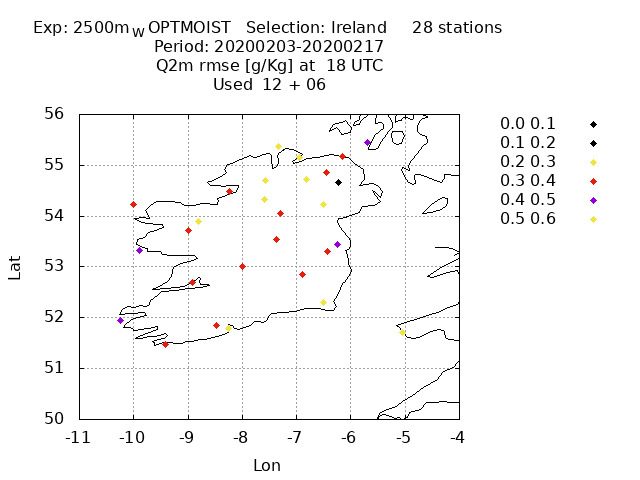 Exp: 2500m_W OPTMOIST Selection: Ireland 28 stations
Period: 20200203-20200217
Q2m rmse [g/Kg] at 18 UTC
Used 12 + 06
56
55
54
53
52
51
50
-11 -10 -9 -8 -7 -6 -5 -4
Lat
Lon
0.0 0.1
0.1 0.2
0.2 0.3
0.3 0.4
0.4 0.5
0.5 0.6